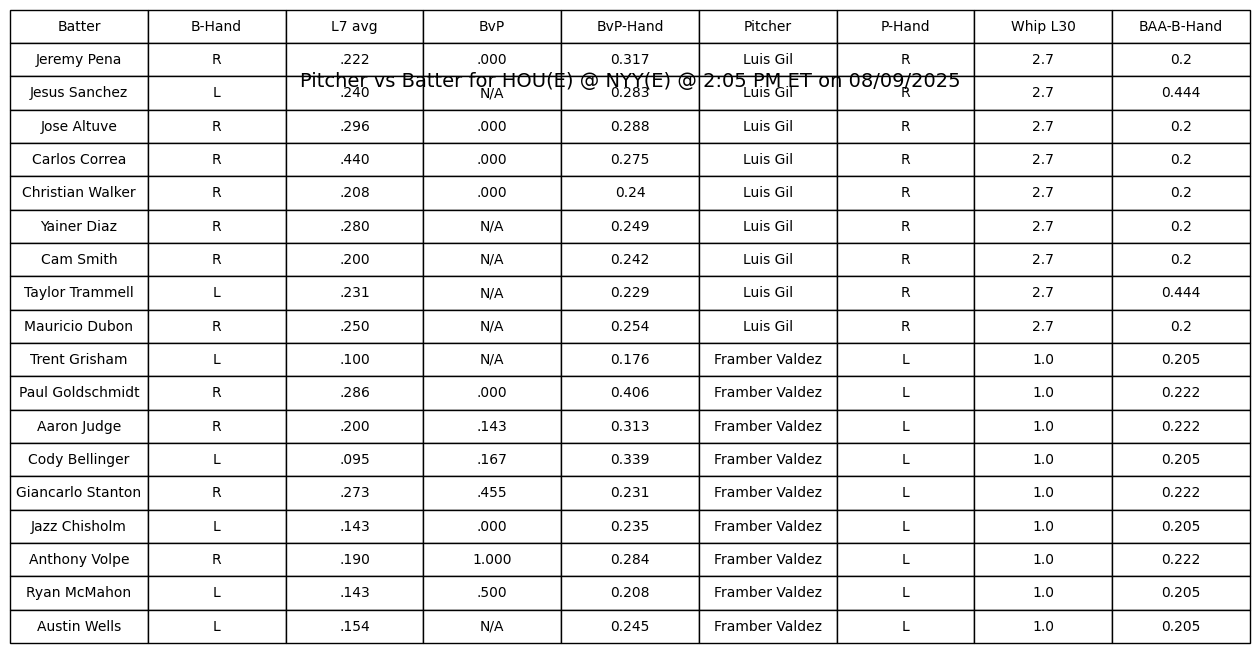 Batter B-Hand L7 avg BvP BvP-Hand Pitcher P-Hand Whip L30 BAA-B-Hand
Jeremy Pena R .222 .000 0.317 Luis Gil R 2.7 0.2
Pitcher vs Batter for HOU(E) @ NYY(E) @ 2:05 PM ET on 08/09/2025
Jesus Sanchez L .240 N/A 0.283 Luis Gil R 2.7 0.444
Jose Altuve R .296 .000 0.288 Luis Gil R 2.7 0.2
Carlos Correa R .440 .000 0.275 Luis Gil R 2.7 0.2
Christian Walker R .208 .000 0.24 Luis Gil R 2.7 0.2
Yainer Diaz R .280 N/A 0.249 Luis Gil R 2.7 0.2
Cam Smith R .200 N/A 0.242 Luis Gil R 2.7 0.2
Taylor Trammell L .231 N/A 0.229 Luis Gil R 2.7 0.444
Mauricio Dubon R .250 N/A 0.254 Luis Gil R 2.7 0.2
Trent Grisham L .100 N/A 0.176 Framber Valdez L 1.0 0.205
Paul Goldschmidt R .286 .000 0.406 Framber Valdez L 1.0 0.222
Aaron Judge R .200 .143 0.313 Framber Valdez L 1.0 0.222
Cody Bellinger L .095 .167 0.339 Framber Valdez L 1.0 0.205
Giancarlo Stanton R .273 .455 0.231 Framber Valdez L 1.0 0.222
Jazz Chisholm L .143 .000 0.235 Framber Valdez L 1.0 0.205
Anthony Volpe R .190 1.000 0.284 Framber Valdez L 1.0 0.222
Ryan McMahon L .143 .500 0.208 Framber Valdez L 1.0 0.205
Austin Wells L .154 N/A 0.245 Framber Valdez L 1.0 0.205